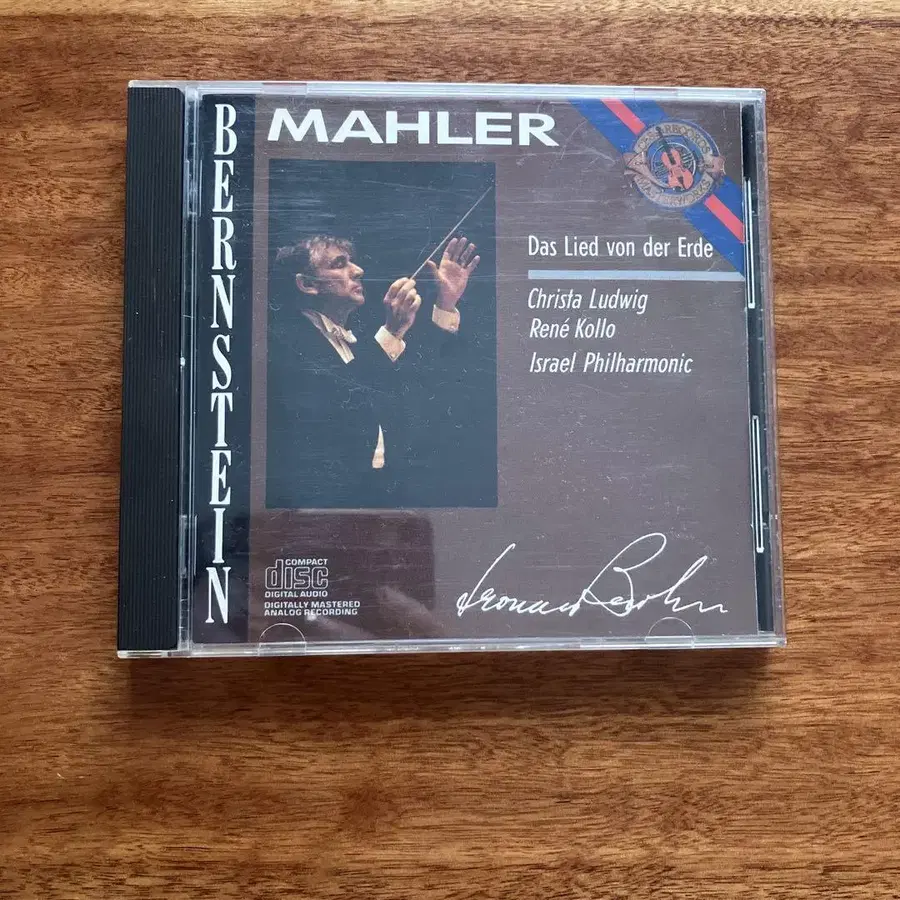 BERNSTEIN
MAHLER
Das Lied von der Erde
Christa Ludwig
René Kollo
Israel Philharmonic
COMPACT
disc
DIGITAL AUDIO
DIGITALLY MASTERED
ANALOG RECORDING